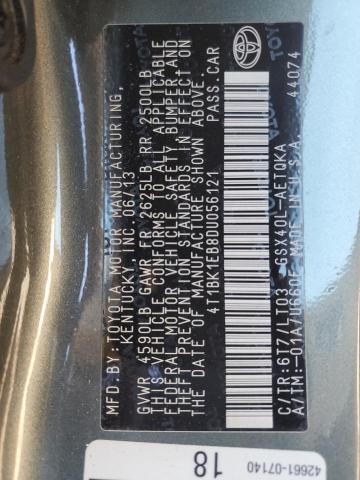 MFD.BY:TOYOTA MOTOR MANUFACTURING,
KENTUCKY, INC. 06/13
GVWR 4590LB GAWR FR 2625LB RR 2500LB
THIS VEHICLE CONFORMS TO ALL APPLICABLE
FEDERAL MOTOR VEHICLE SAFETY, BUMPER, AND
THEFT PREVENTION STANDARDS IN EFFECT ON
THE DATE OF MANUFACTURE SHOWN ABOVE.
4T1BK1EB8DU056121 PASS.CAR
C/TR:6T7/LT03 GSX40L-AETQKA
A/TM:-01A/U660E MADE IN U.S.A. 44074
TOYOTA
42661-07140
18